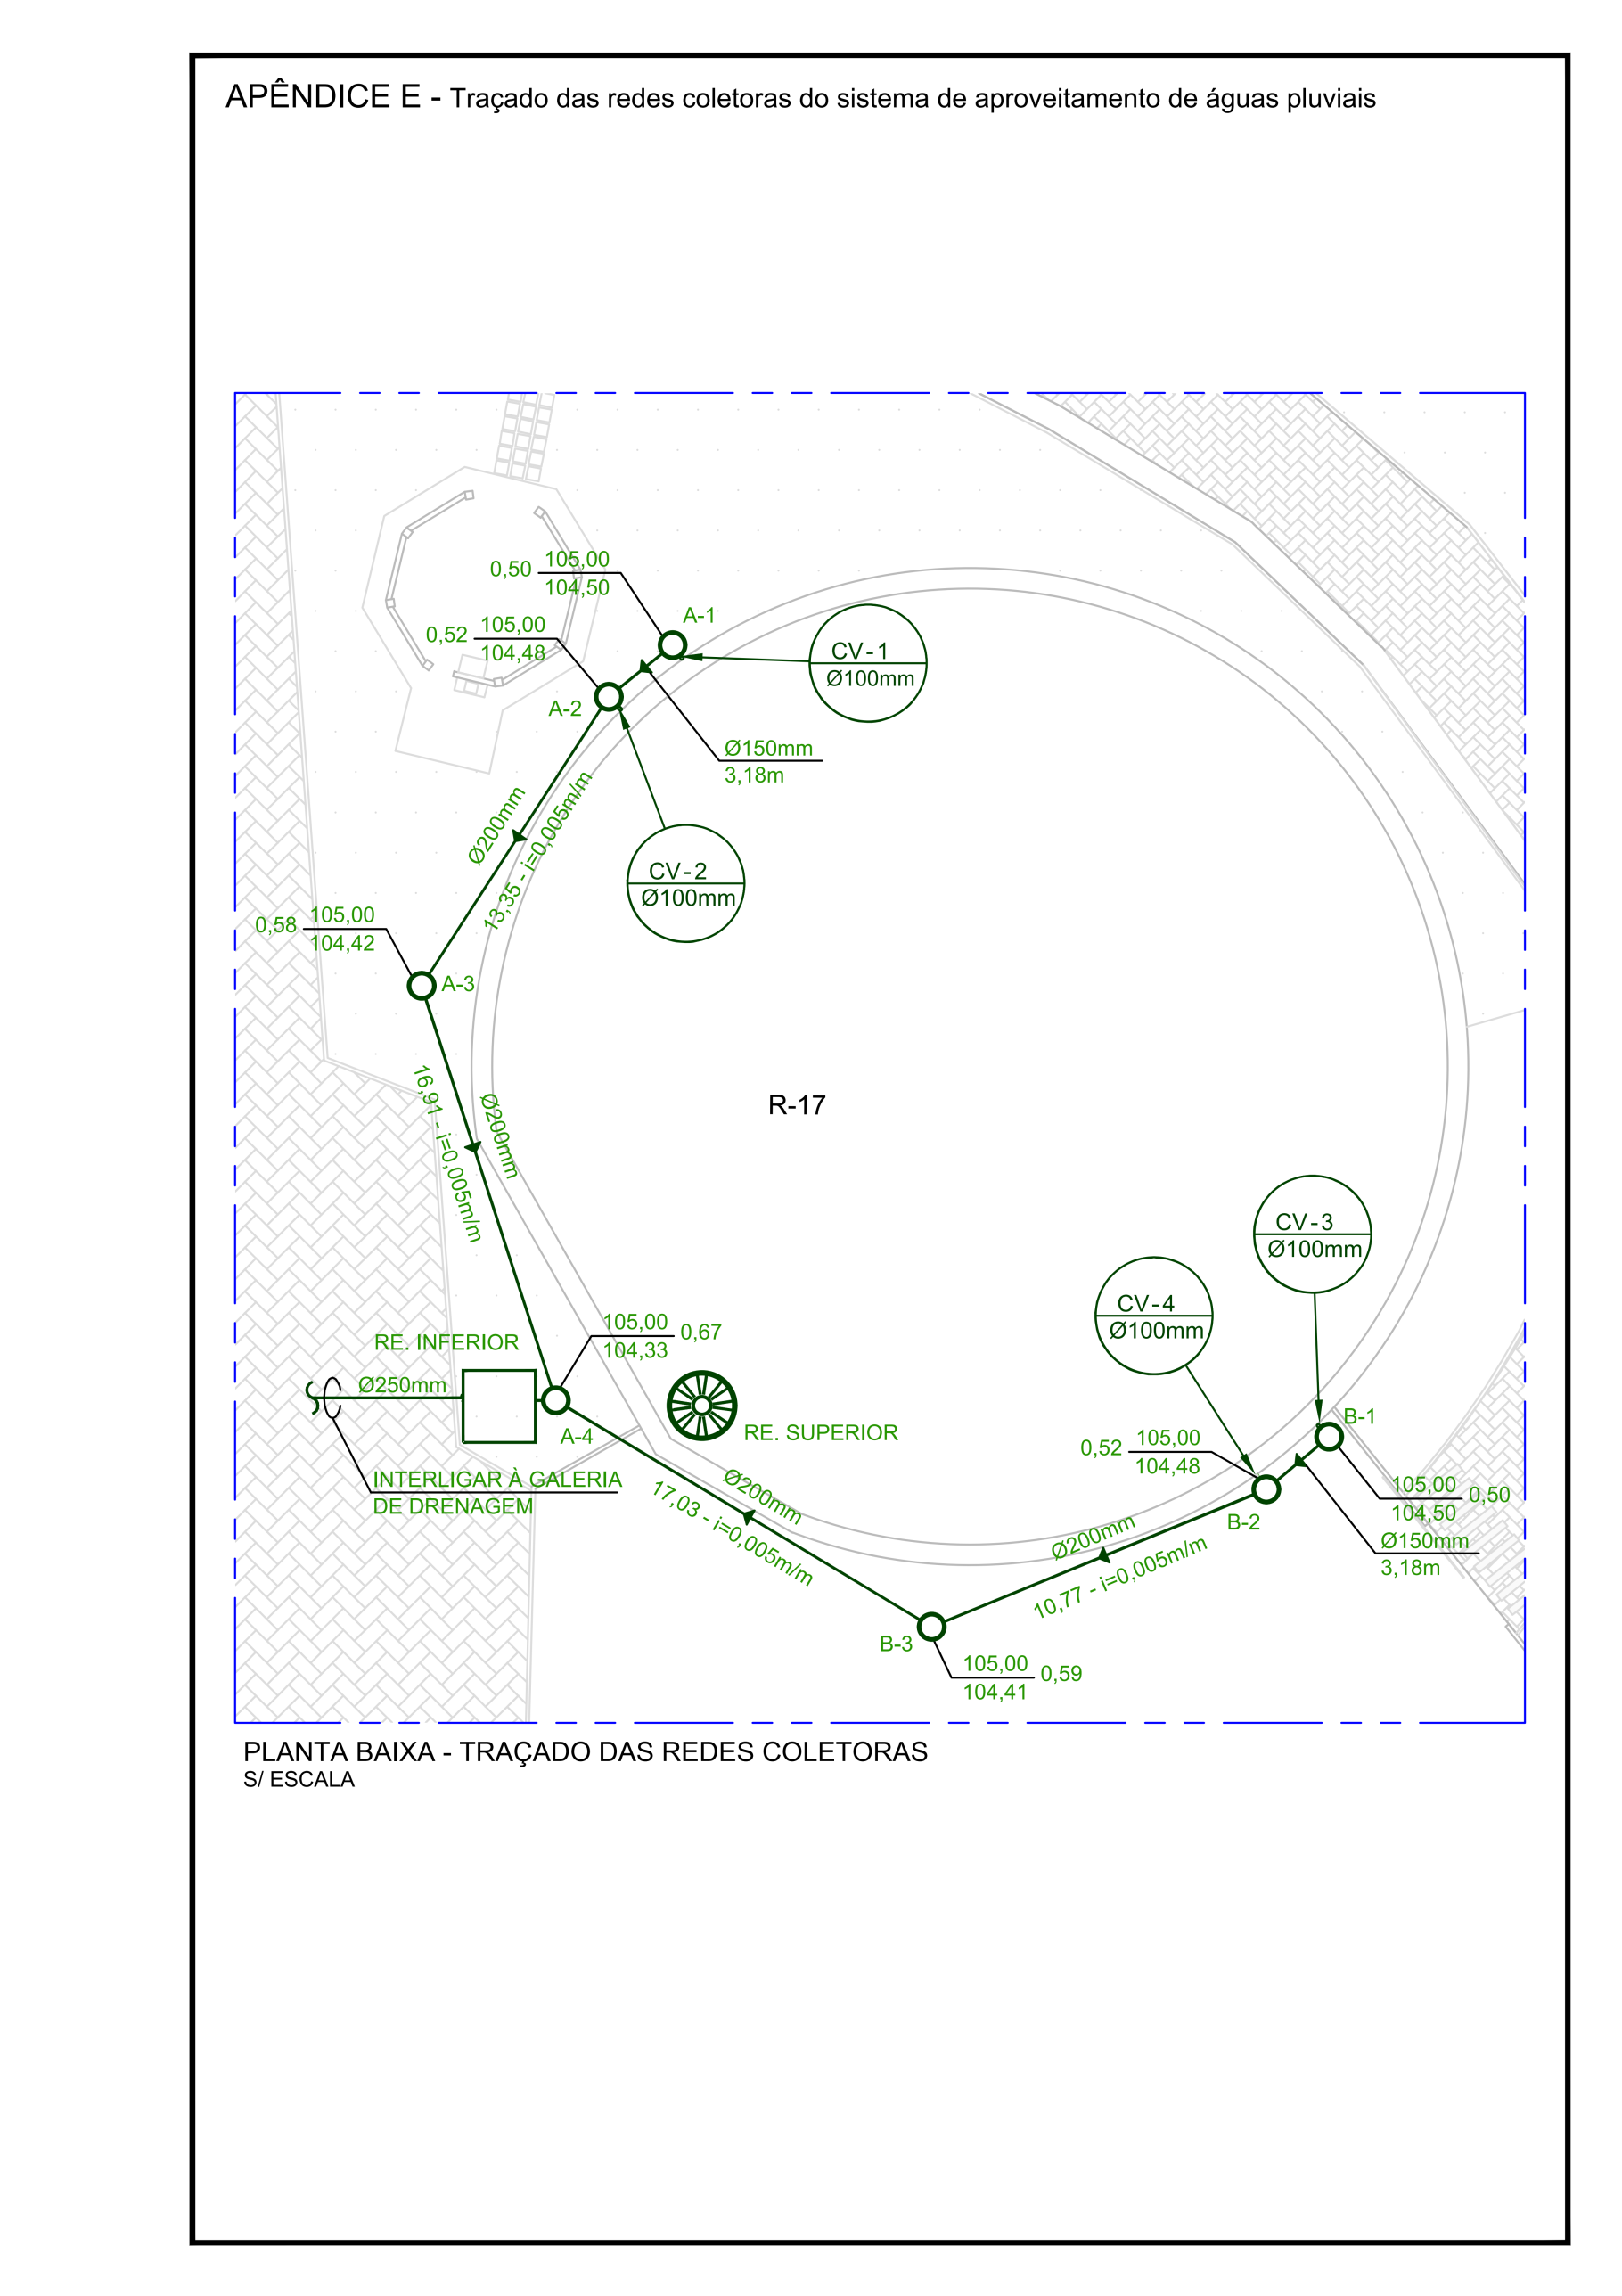 APÊNDICE E - Traçado das redes coletoras do sistema de aproveitamento de águas pluviais
0,50
105,00
104,50
A-1
0,52
105,00
104,48
A-2
CV-1
Ø100mm
Ø150mm
3,18m
Ø200mm
13,35 - i=0,005m/m
CV-2
Ø100mm
0,58
105,00
104,42
A-3
16,91 - i=0,005m/m
Ø200mm
R-17
CV-3
Ø100mm
CV-4
Ø100mm
105,00
104,33
0,67
RE. INFERIOR
Ø250mm
A-4
RE. SUPERIOR
INTERLIGAR À GALERIA
DE DRENAGEM
B-1
0,52
105,00
104,48
B-2
105,00
104,50
0,50
Ø150mm
3,18m
Ø200mm
17,03 - i=0,005m/m
Ø200mm
10,77 - i=0,005m/m
B-3
105,00
104,41
0,59
PLANTA BAIXA - TRAÇADO DAS REDES COLETORAS
S/ ESCALA